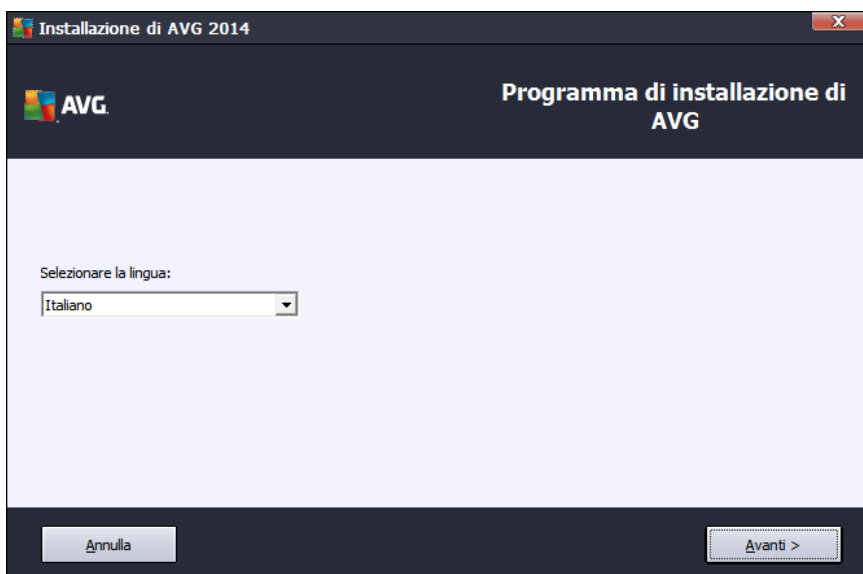 Installazione di AVG 2014
X
AVG.
Programma di installazione di
AVG
Selezionare la lingua:
Italiano
Annulla
Avanti >